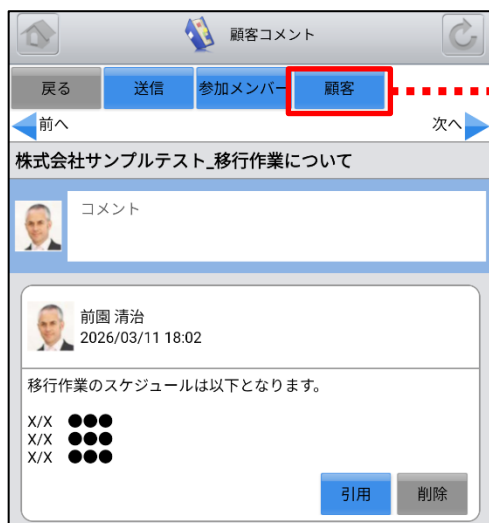 顧客コメント
戻る 送信 参加メンバー 顧客
前へ 次へ
株式会社サンプルテスト_移行作業について
コメント
前園 清治
2026/03/11 18:02
移行作業のスケジュールは以下となります。
X/X ●●●
X/X ●●●
X/X ●●●
引用 削除